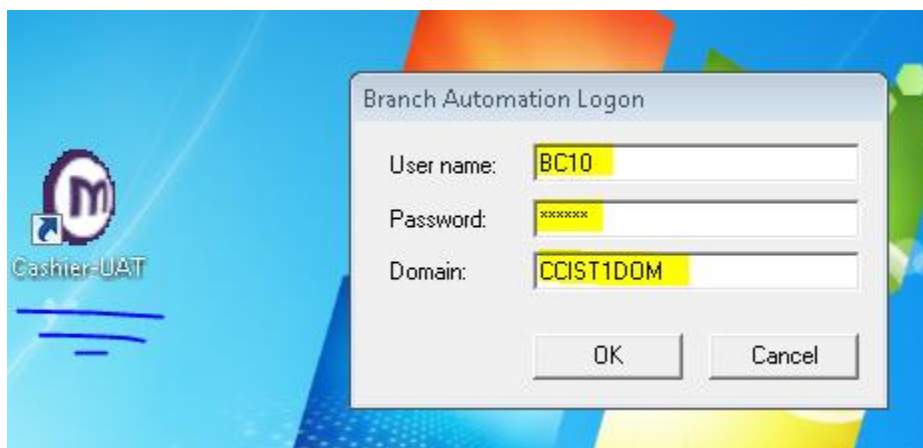 Branch Automation Logon
User name: BC10
Password: ******
Domain: CCIST1DOM
OK Cancel
m
Cashier-UAT